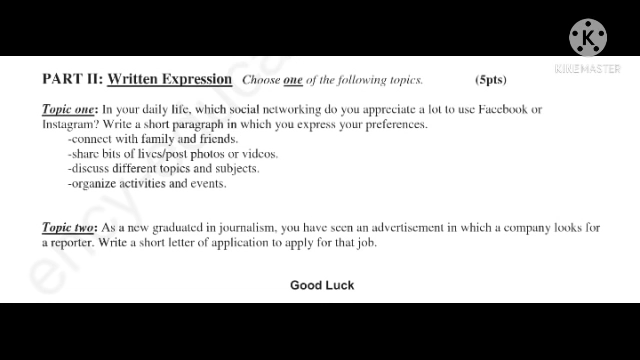 K
KINEMASTER
PART II: Written Expression Choose one of the following topics. (5pts)
Topic one: In your daily life, which social networking do you appreciate a lot to use Facebook or
Instagram? Write a short paragraph in which you express your preferences.
-connect with family and friends.
-share bits of lives/post photos or videos.
-discuss different topics and subjects.
-organize activities and events.
Topic two: As a new graduated in journalism, you have seen an advertisement in which a company looks for
a reporter. Write a short letter of application to apply for that job.
Good Luck